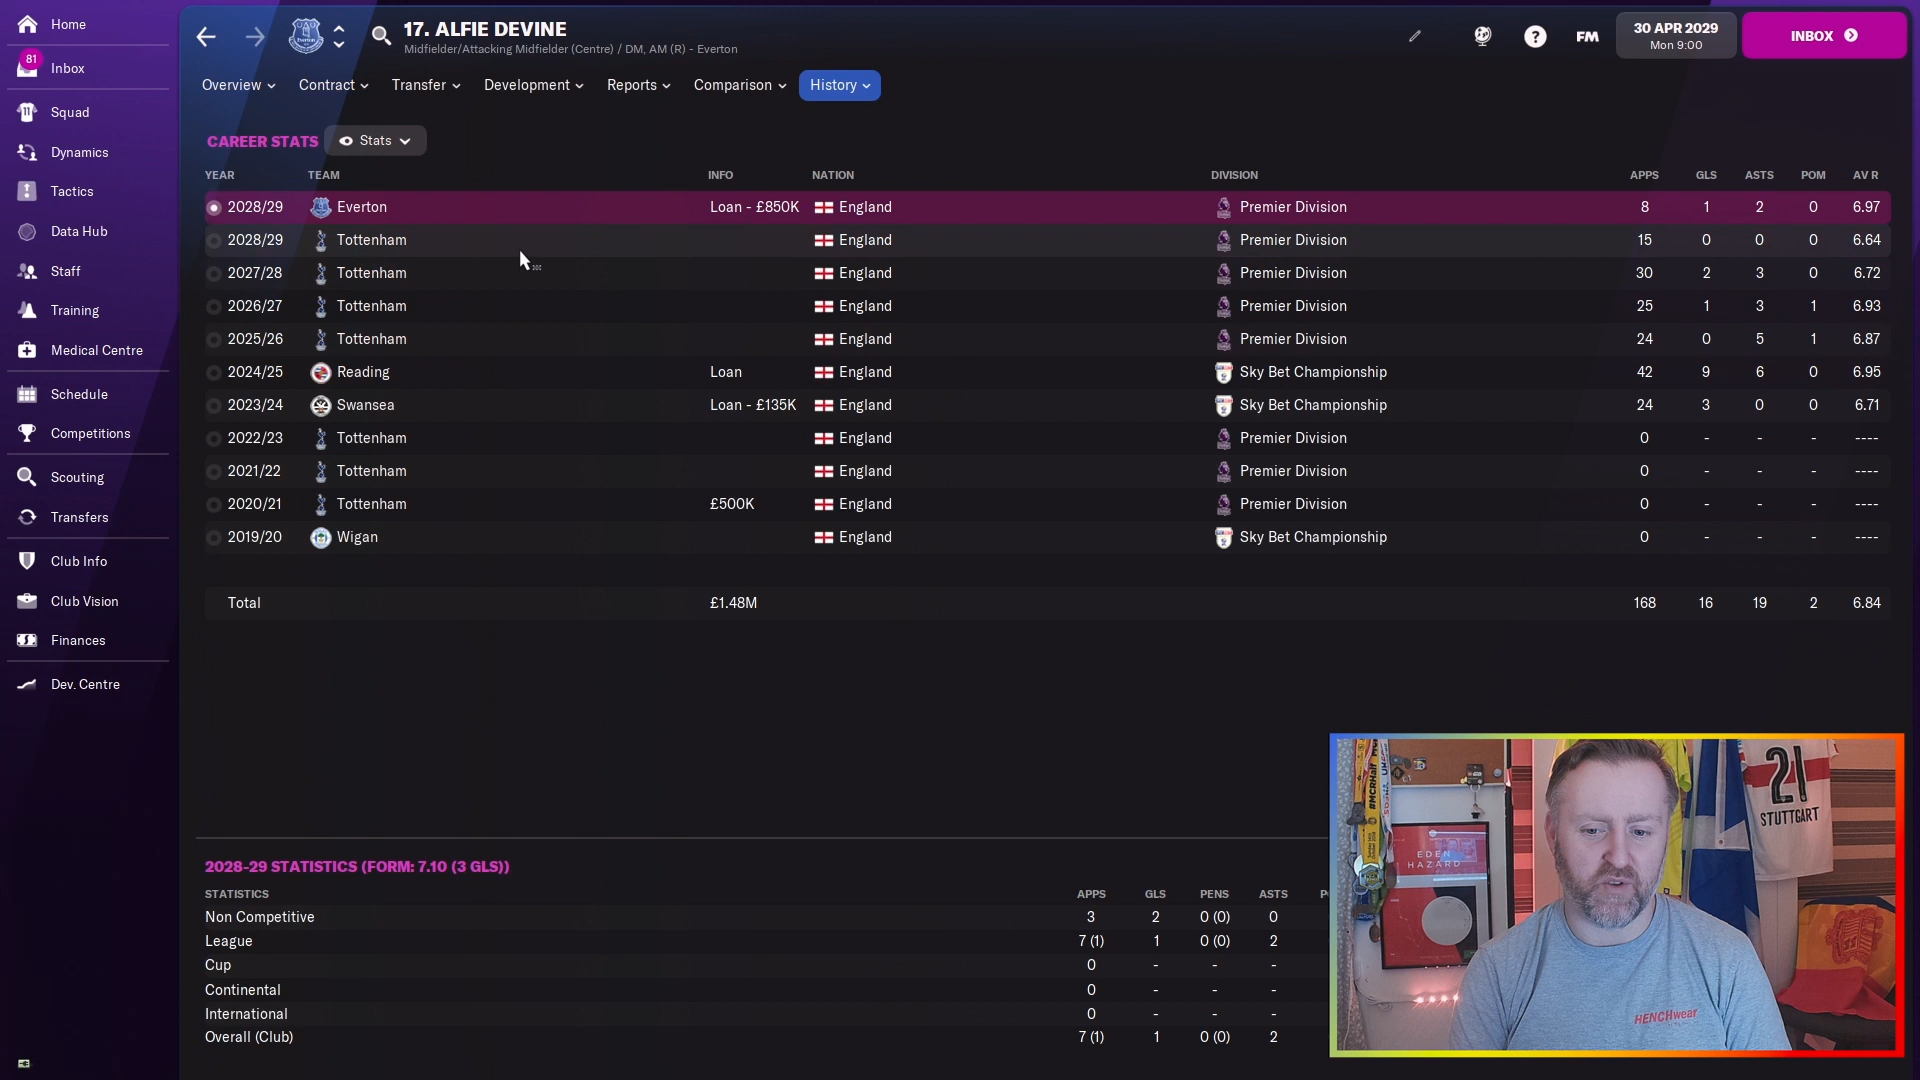 Home
81
Inbox
Squad
Dynamics
Tactics
Data Hub
Staff
Training
Medical Centre
Schedule
Competitions
Scouting
Transfers
Club Info
Club Vision
Finances
Dev. Centre
17. ALFIE DEVINE
Midfielder/Attacking Midfielder (Centre) / DM, AM (R) - Everton
FM
30 APR 2029
Mon 9:00
INBOX
Overview Contract Transfer Development Reports Comparison History
CAREER STATS Stats
YEAR TEAM INFO NATION DIVISION APPS GLS ASTS POM AV R
2028/29 Everton Loan - £850K England Premier Division 8 1 2 0 6.97
2028/29 Tottenham England Premier Division 15 0 0 0 6.64
2027/28 Tottenham England Premier Division 30 2 3 0 6.72
2026/27 Tottenham England Premier Division 25 1 3 1 6.93
2025/26 Tottenham England Premier Division 24 0 5 1 6.87
2024/25 Reading Loan England Sky Bet Championship 42 9 6 0 6.95
2023/24 Swansea Loan - £135K England Sky Bet Championship 24 3 0 0 6.71
2022/23 Tottenham England Premier Division 0 - - - ----
2021/22 Tottenham England Premier Division 0 - - - ----
2020/21 Tottenham £500K England Premier Division 0 - - - ----
2019/20 Wigan England Sky Bet Championship 0 - - - ----
Total £1.48M 168 16 19 2 6.84
2028-29 STATISTICS (FORM: 7.10 (3 GLS))
STATISTICS APPS GLS PENS ASTS
Non Competitive 3 2 0 (0) 0
League 7 (1) 1 0 (0) 2
Cup 0 - - -
Continental 0 - - -
International 0 - - -
Overall (Club) 7 (1) 1 0 (0) 2
EDEN
HAZARD
21
STUTTGART
HENCHwear